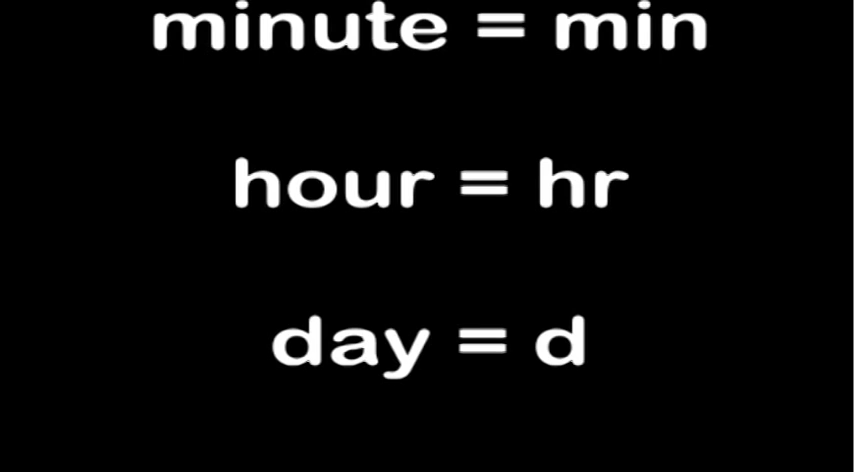 minute = min
hour = hr
day = d